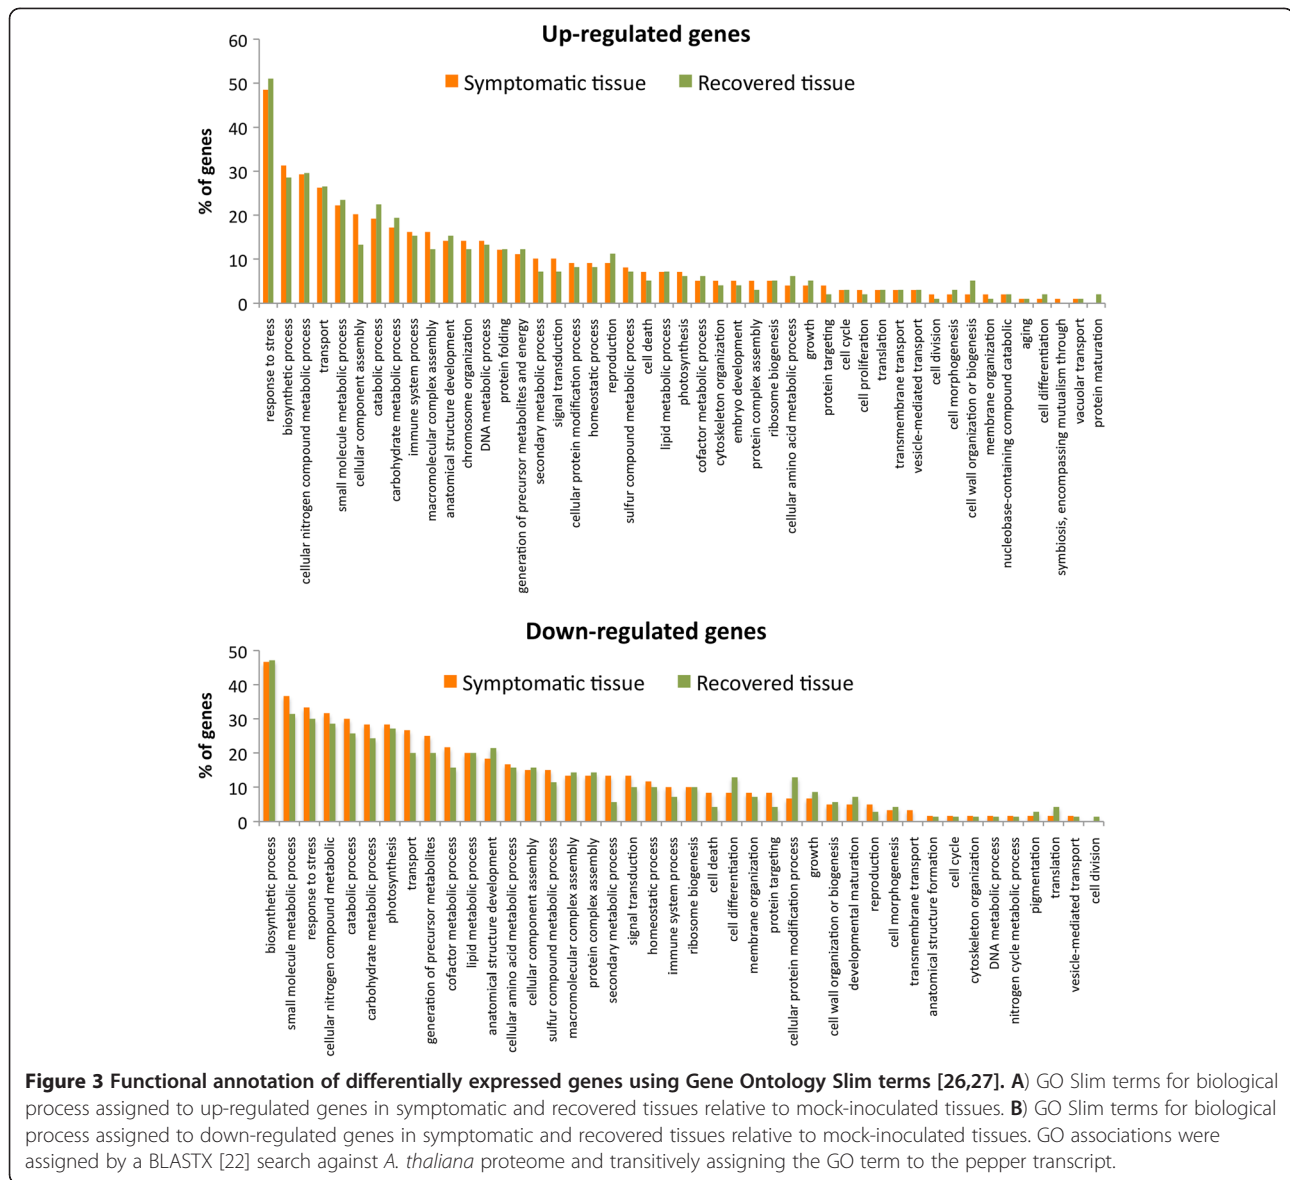 Up-regulated genes
Symptomatic tissue
Recovered tissue
% of genes
60
50
40
30
20
10
0
response to stress
biosynthetic process
cellular nitrogen compound metabolic process
transport
small molecule metabolic process
cellular component assembly
catabolic process
carbohydrate metabolic process
immune system process
macromolecular complex assembly
anatomical structure development
chromosome organization
DNA metabolic process
protein folding
generation of precursor metabolites and energy
secondary metabolic process
signal transduction
cellular protein modification process
homeostatic process
reproduction
sulfur compound metabolic process
cell death
lipid metabolic process
photosynthesis
cofactor metabolic process
cytoskeleton organization
embryo development
protein complex assembly
ribosome biogenesis
cellular amino acid metabolic process
growth
protein targeting
cell cycle
cell proliferation
translation
transmembrane transport
vesicle-mediated transport
cell division
cell morphogenesis
cell wall organization or biogenesis
membrane organization
nucleobase-containing compound catabolic
aging
cell differentiation
symbiosis, encompassing mutualism through
vacuolar transport
protein maturation
Down-regulated genes
Symptomatic tissue
Recovered tissue
% of genes
50
40
30
20
10
0
biosynthetic process
small molecule metabolic process
response to stress
cellular nitrogen compound metabolic
catabolic process
carbohydrate metabolic process
photosynthesis
transport
generation of precursor metabolites
cofactor metabolic process
lipid metabolic process
anatomical structure development
cellular amino acid metabolic process
cellular component assembly
sulfur compound metabolic process
macromolecular complex assembly
protein complex assembly
secondary metabolic process
signal transduction
homeostatic process
immune system process
ribosome biogenesis
cell death
cell differentiation
membrane organization
protein targeting
cellular protein modification process
growth
cell wall organization or biogenesis
developmental maturation
reproduction
cell morphogenesis
transmembrane transport
anatomical structure formation
cell cycle
cytoskeleton organization
DNA metabolic process
nitrogen cycle metabolic process
pigmentation
translation
vesicle-mediated transport
cell division
Figure 3 Functional annotation of differentially expressed genes using Gene Ontology Slim terms [26,27]. A) GO Slim terms for biological
process assigned to up-regulated genes in symptomatic and recovered tissues relative to mock-inoculated tissues. B) GO Slim terms for biological
process assigned to down-regulated genes in symptomatic and recovered tissues relative to mock-inoculated tissues. GO associations were
assigned by a BLASTX [22] search against A. thaliana proteome and transitively assigning the GO term to the pepper transcript.